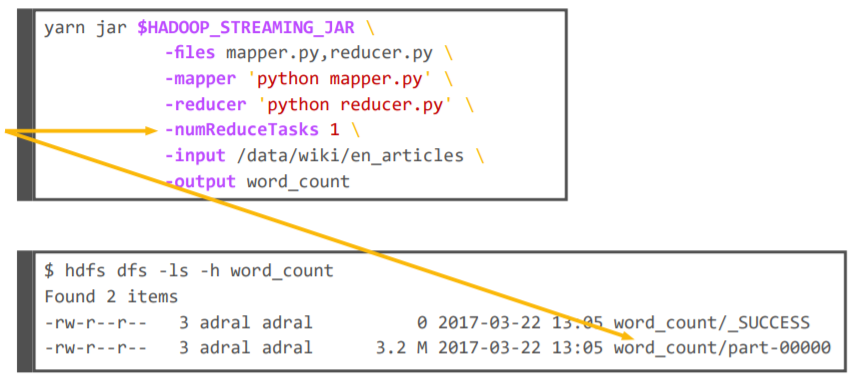 yarn jar $HADOOP_STREAMING_JAR \
-files mapper.py,reducer.py \
-mapper 'python mapper.py' \
-reducer 'python reducer.py' \
-numReduceTasks 1 \
-input /data/wiki/en_articles \
-output word_count
$ hdfs dfs -ls -h word_count
Found 2 items
-rw-r--r-- 3 adral adral 0 2017-03-22 13:05 word_count/_SUCCESS
-rw-r--r-- 3 adral adral 3.2 M 2017-03-22 13:05 word_count/part-00000